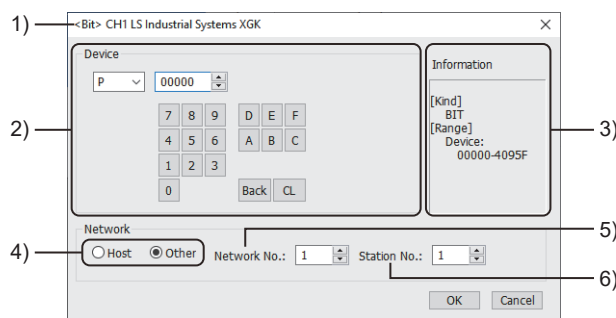 1)
<Bit> CH1 LS Industrial Systems XGK
Device
P 00000
7 8 9 D E F
4 5 6 A B C
1 2 3
0 Back CL
2)
Information
[Kind]
BIT
[Range]
Device:
00000-4095F
3)
Network
4)
Host Other Network No.: 1 Station No.: 1
5)
6)
OK Cancel